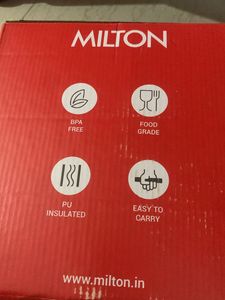 MILTON
BPA
FREE
FOOD
GRADE
PU
INSULATED
EASY TO
CARRY
www.milton.in